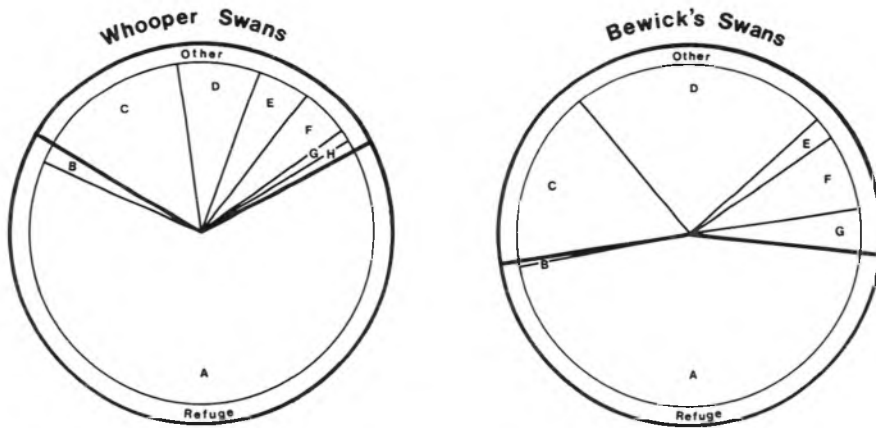 Whooper Swans
Other
C
D
E
F
G
H
B
A
Refuge
Bewick's Swans
Other
D
E
C
F
G
B
A
Refuge